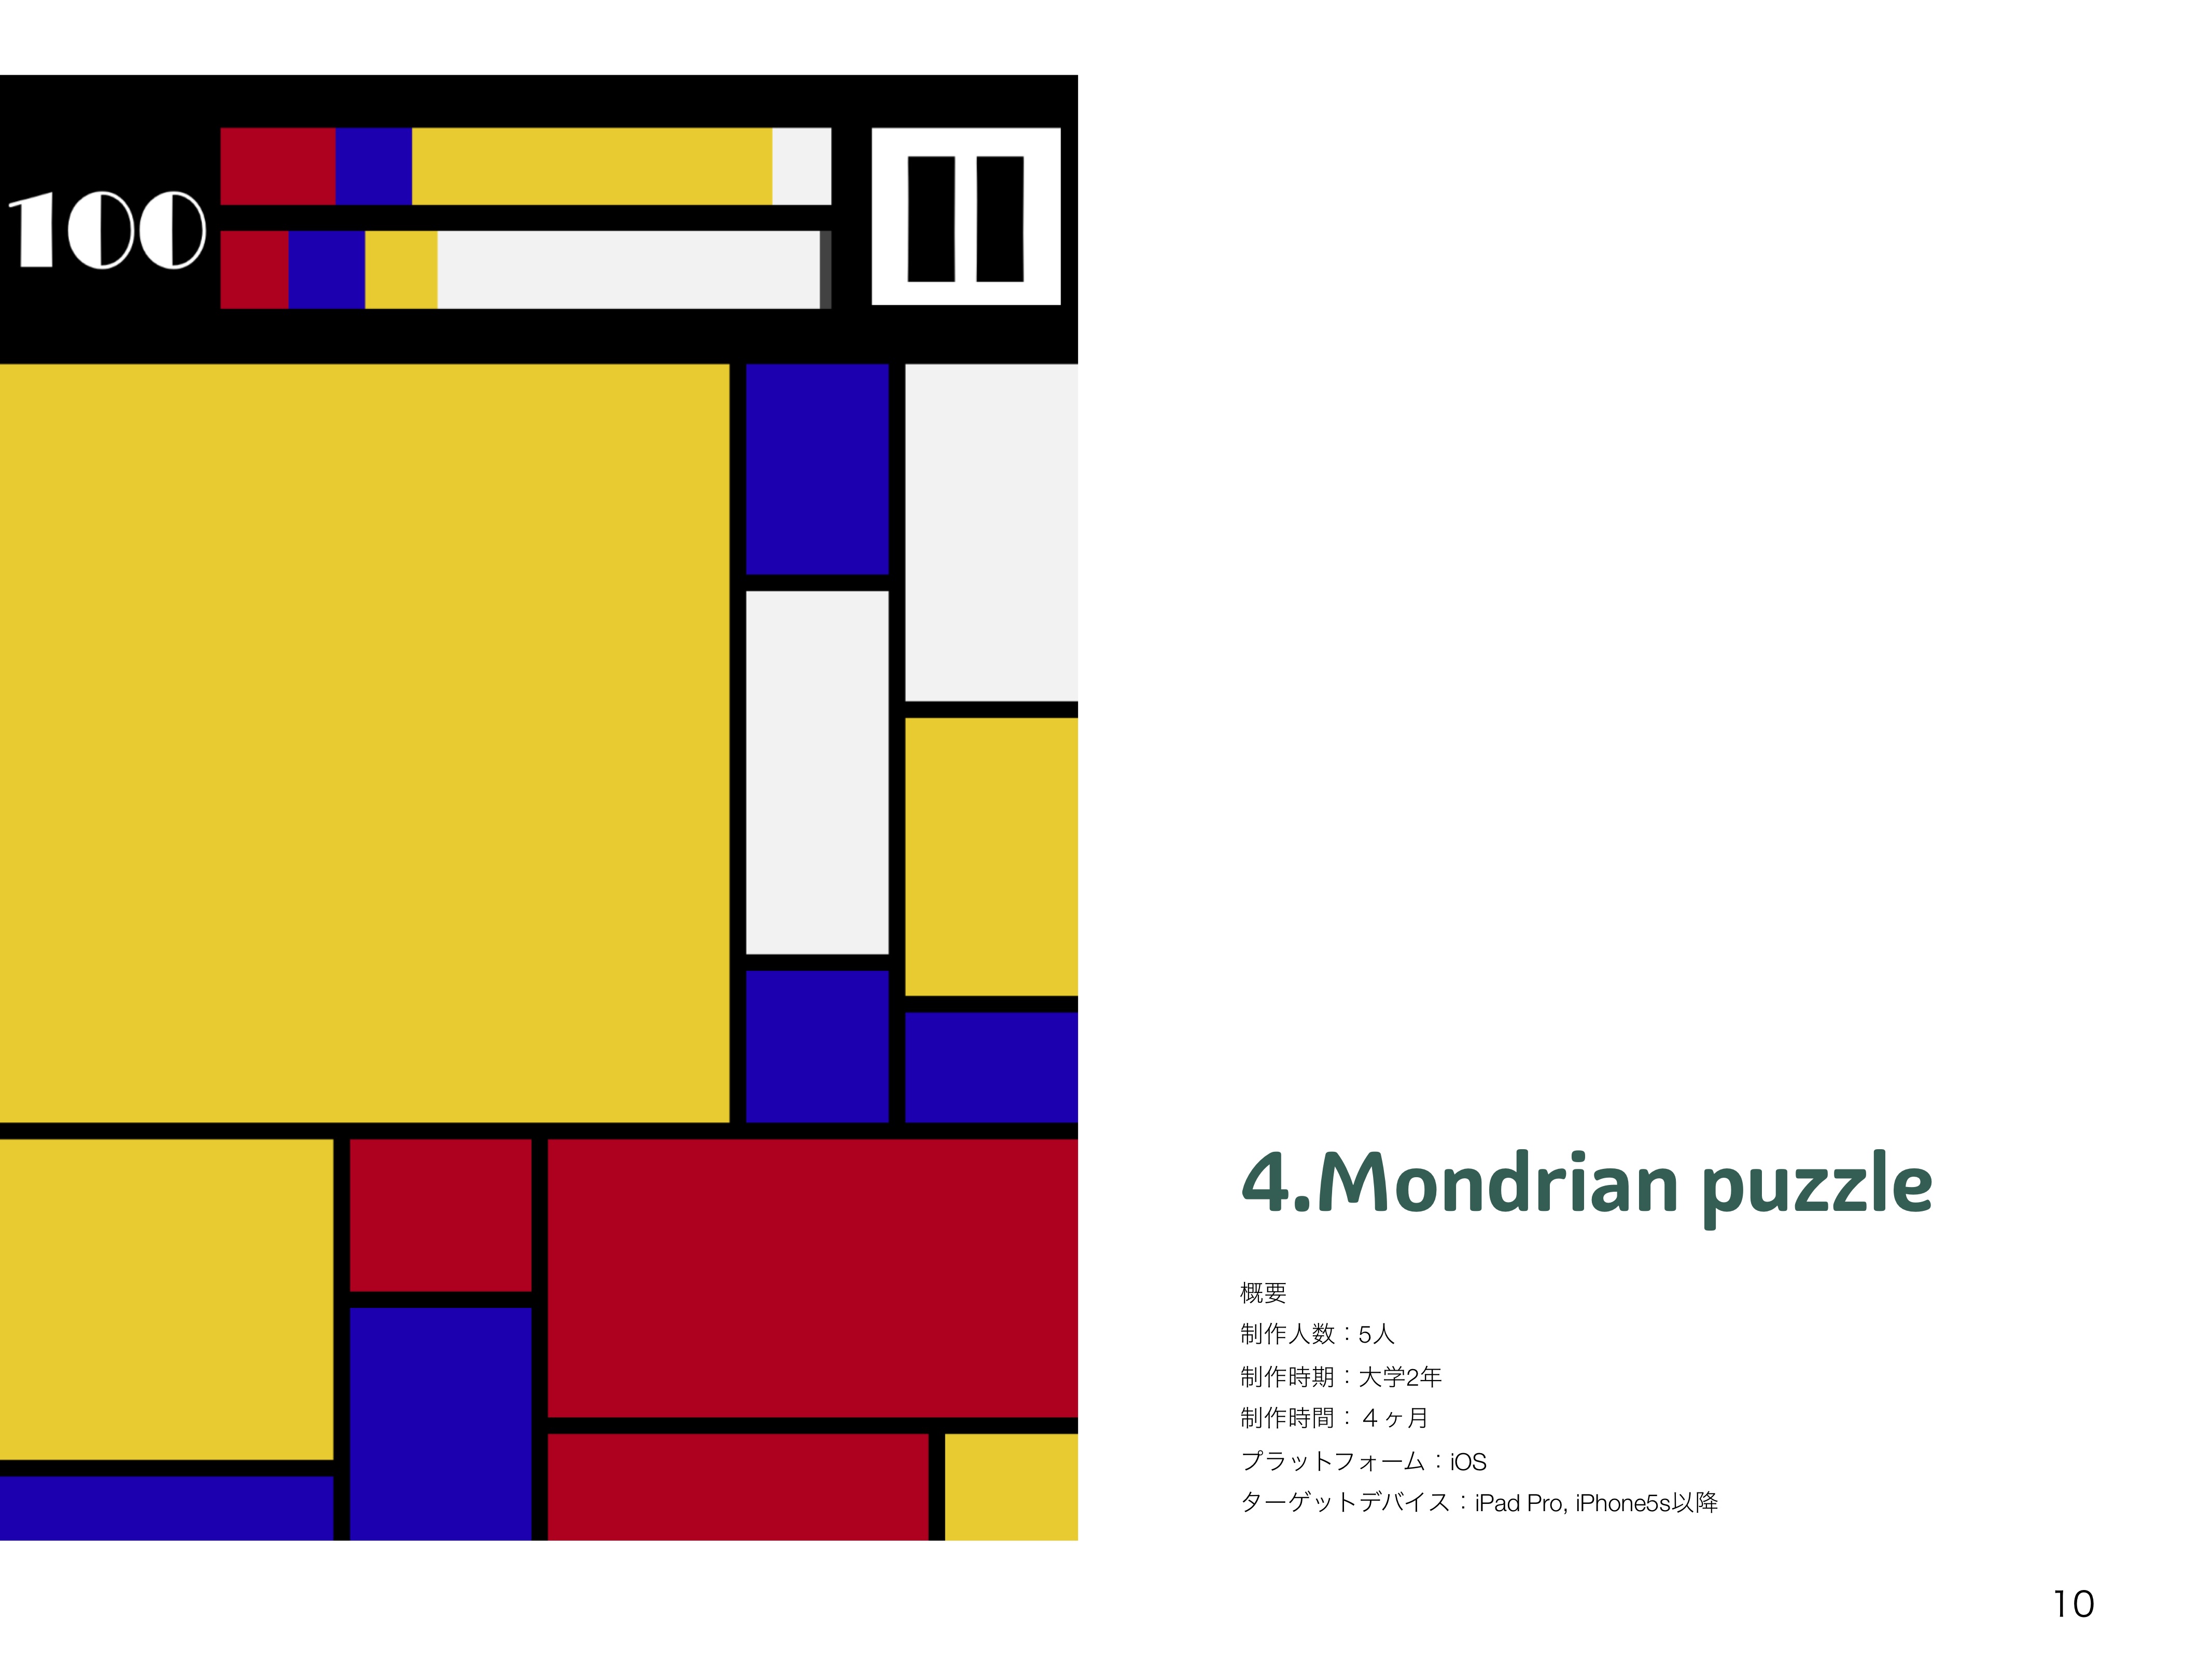 100
4.Mondrian puzzle
概要
制作人数：5人
制作時期：大学2年
制作時間：４ヶ月
プラットフォーム：iOS
ターゲットデバイス：iPad Pro, iPhone5s以降
10